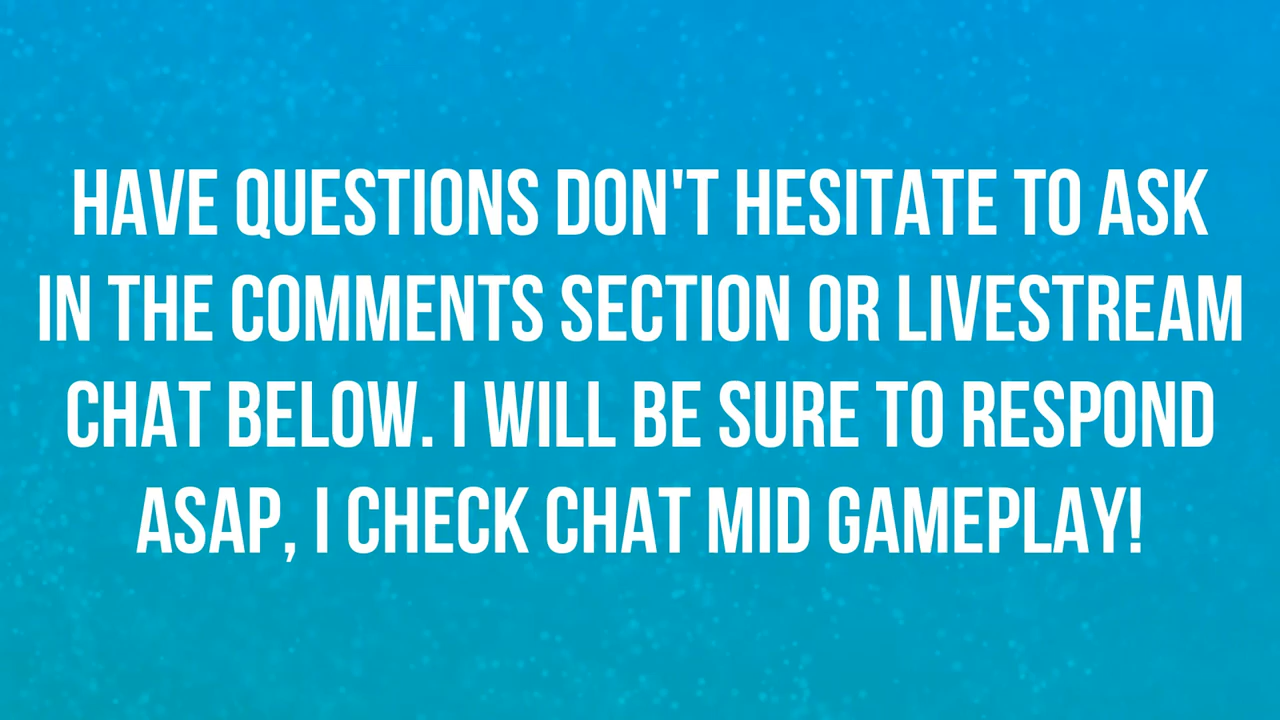 HAVE QUESTIONS DON'T HESITATE TO ASK
IN THE COMMENTS SECTION OR LIVESTREAM
CHAT BELOW. I WILL BE SURE TO RESPOND
ASAP, I CHECK CHAT MID GAMEPLAY!